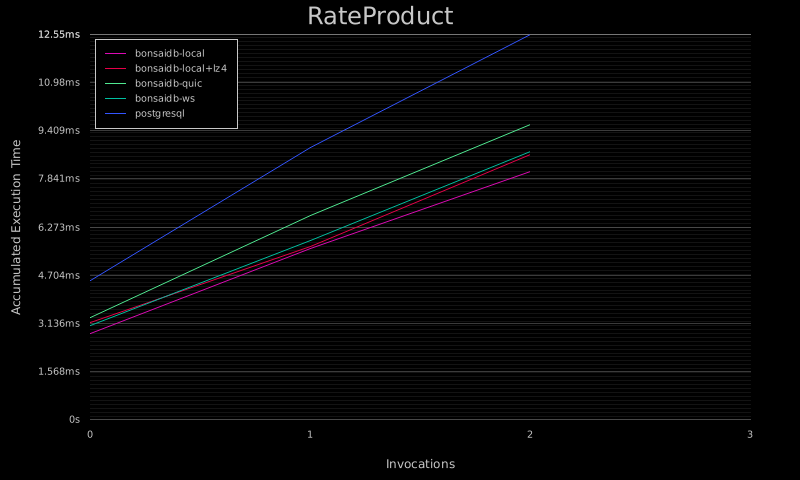 RateProduct
12.55ms
10.98ms
9.409ms
7.841ms
6.273ms
4.704ms
3.136ms
1.568ms
0s
Accumulated Execution Time
bonsaidb-local
bonsaidb-local+lz4
bonsaidb-quic
bonsaidb-ws
postgresql
0 1 2 3
Invocations